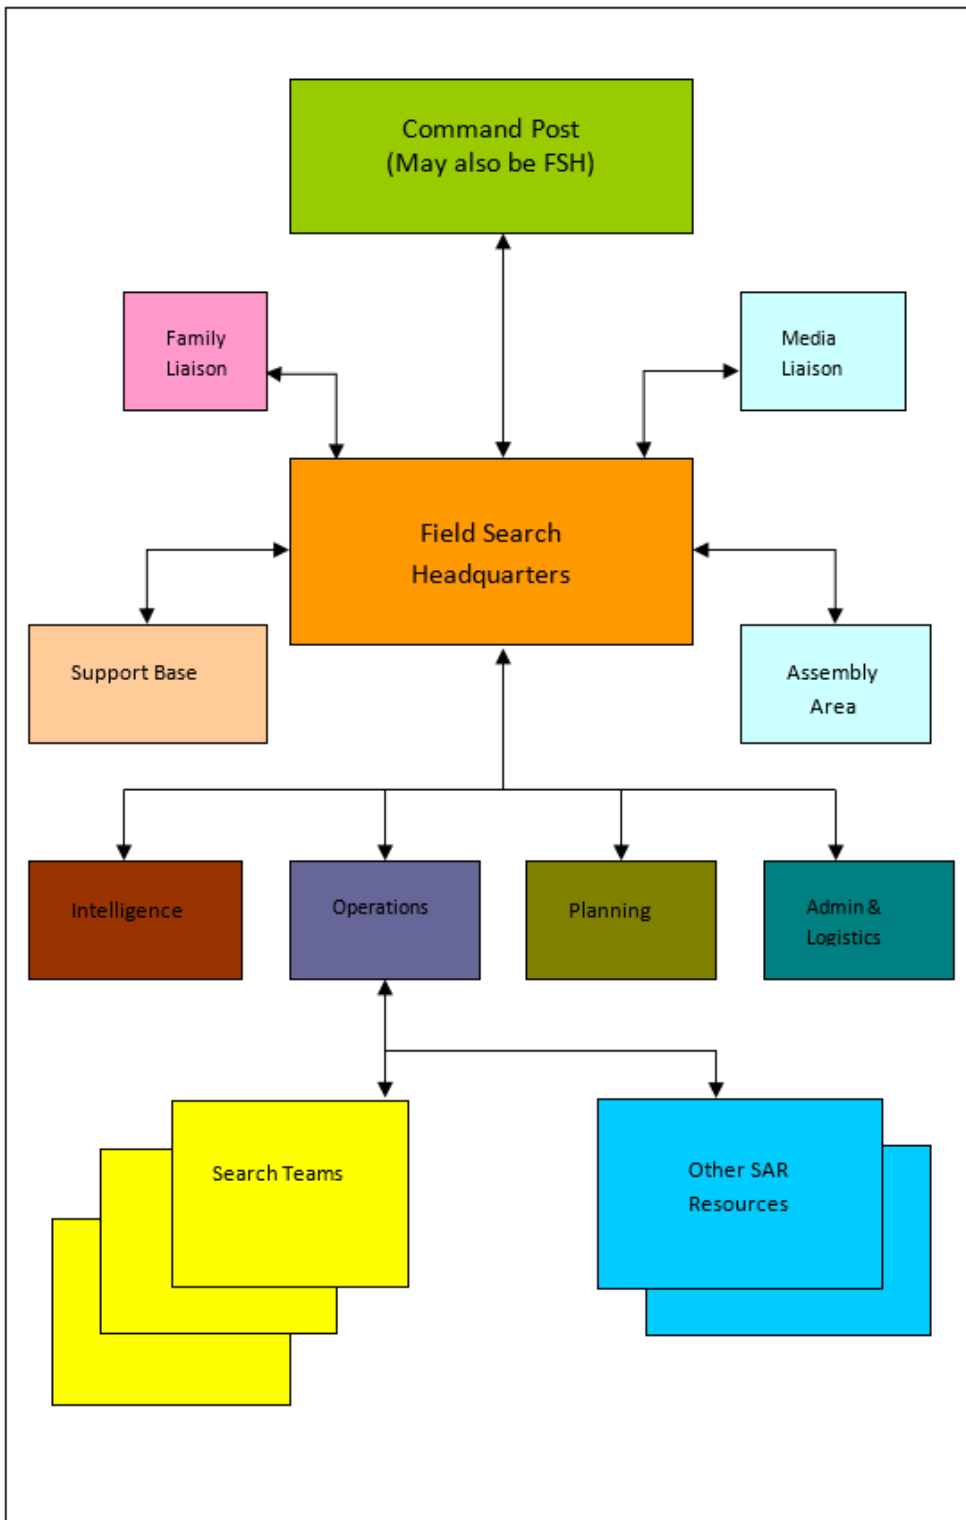 Command Post
(May also be FSH)
Family
Liaison
Media
Liaison
Field Search
Headquarters
Support Base
Assembly
Area
Intelligence
Operations
Planning
Admin &
Logistics
Search Teams
Other SAR
Resources